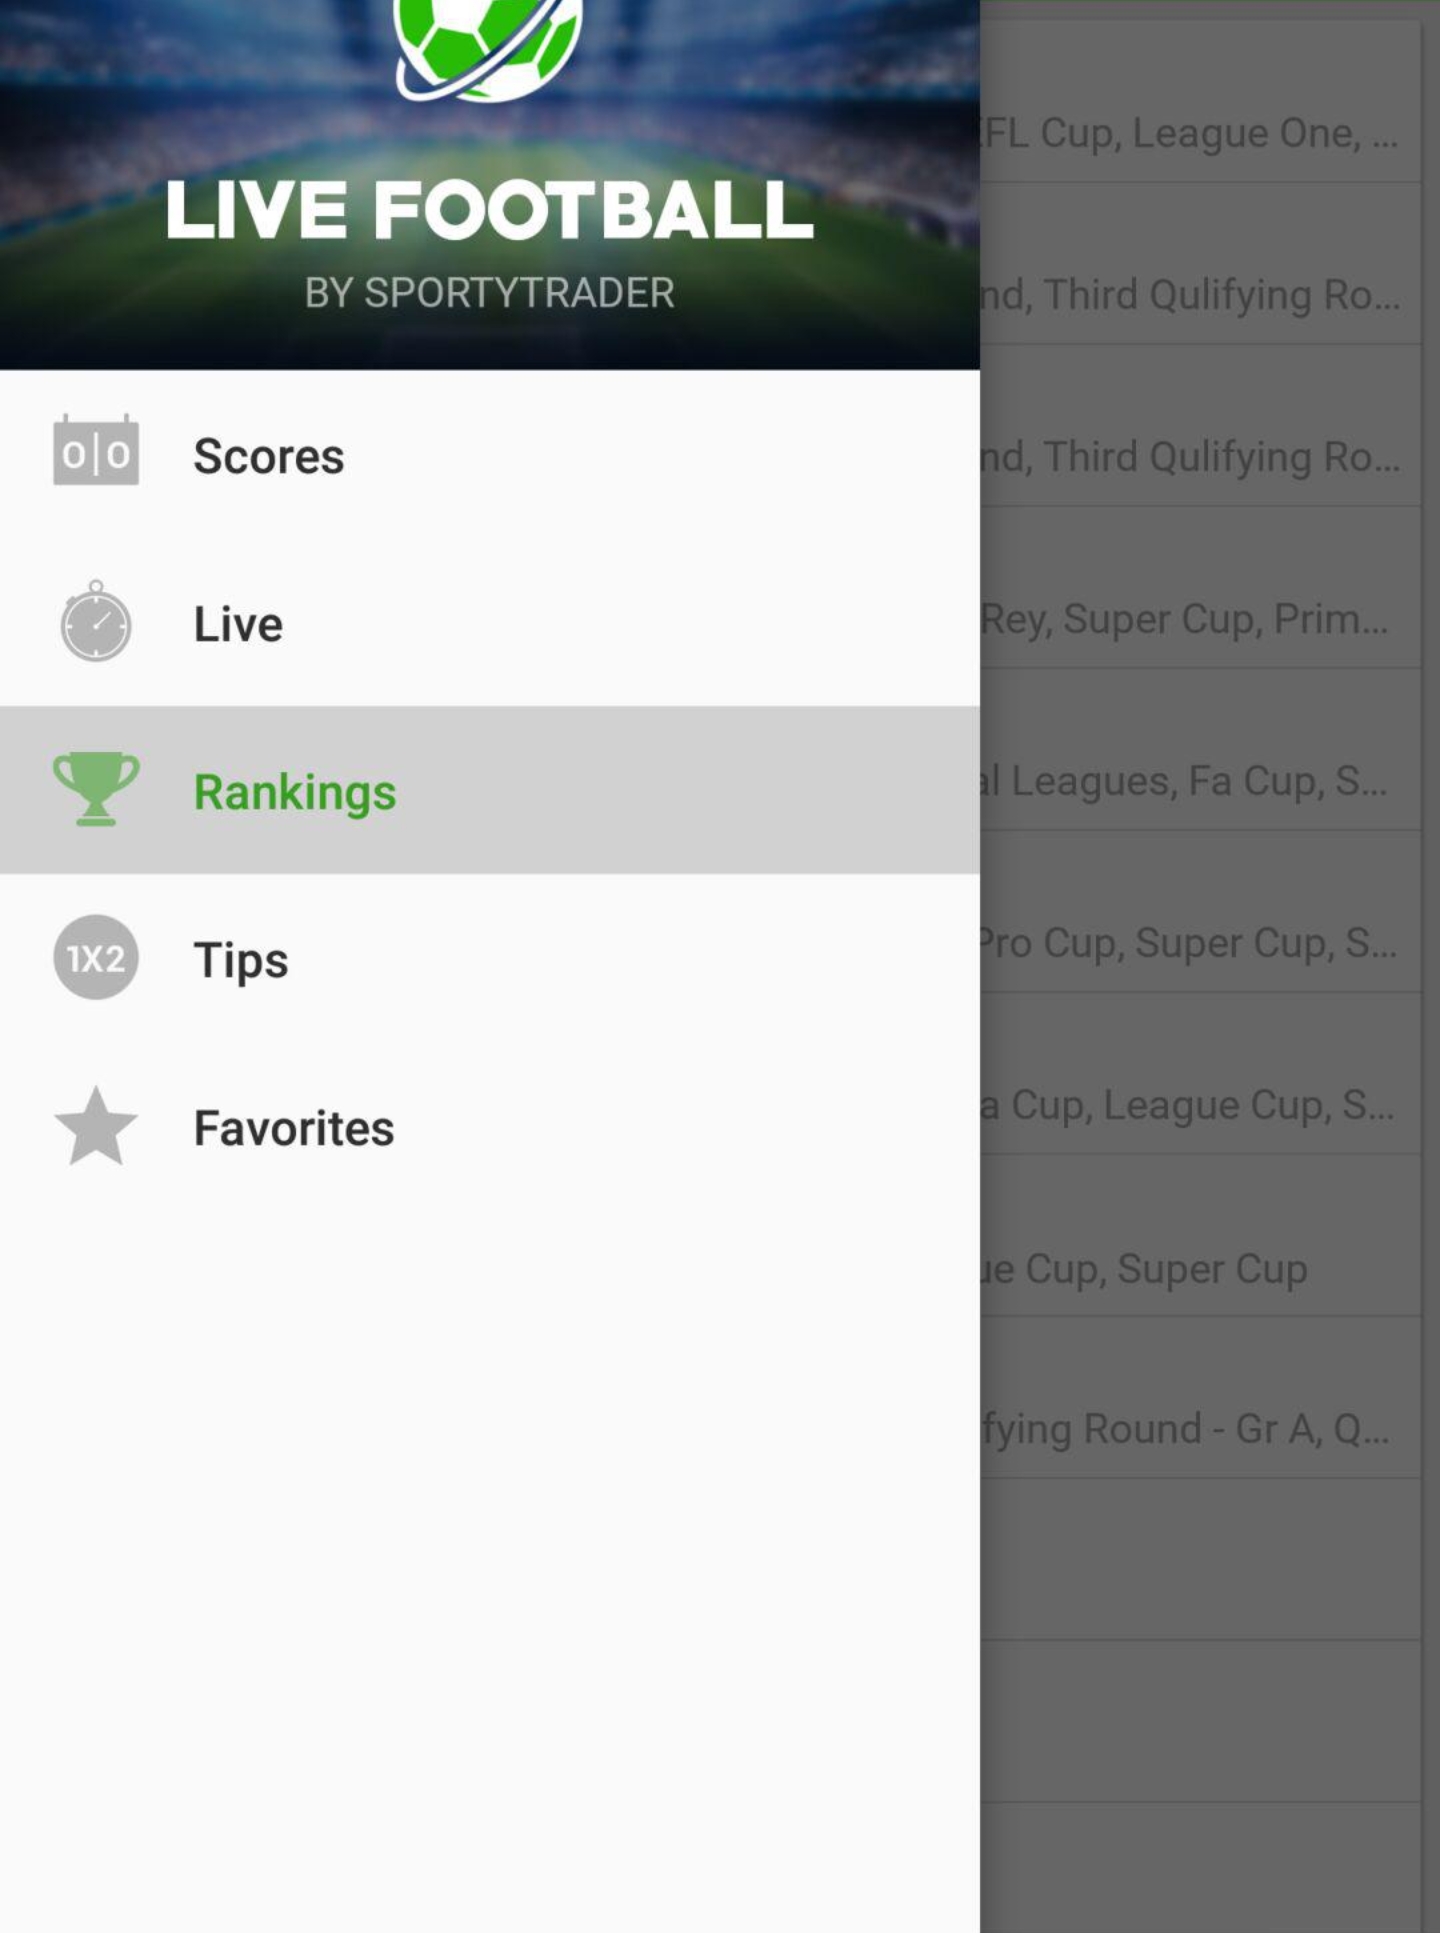 LIVE FOOTBALL
BY SPORTYTRADER
0|0
Scores
Live
Rankings
1X2
Tips
Favorites
EFL Cup, League One, ...
nd, Third Qulifying Ro...
nd, Third Qulifying Ro...
Rey, Super Cup, Prim...
al Leagues, Fa Cup, S...
Pro Cup, Super Cup, S...
a Cup, League Cup, S...
ue Cup, Super Cup
fying Round - Gr A, Q...